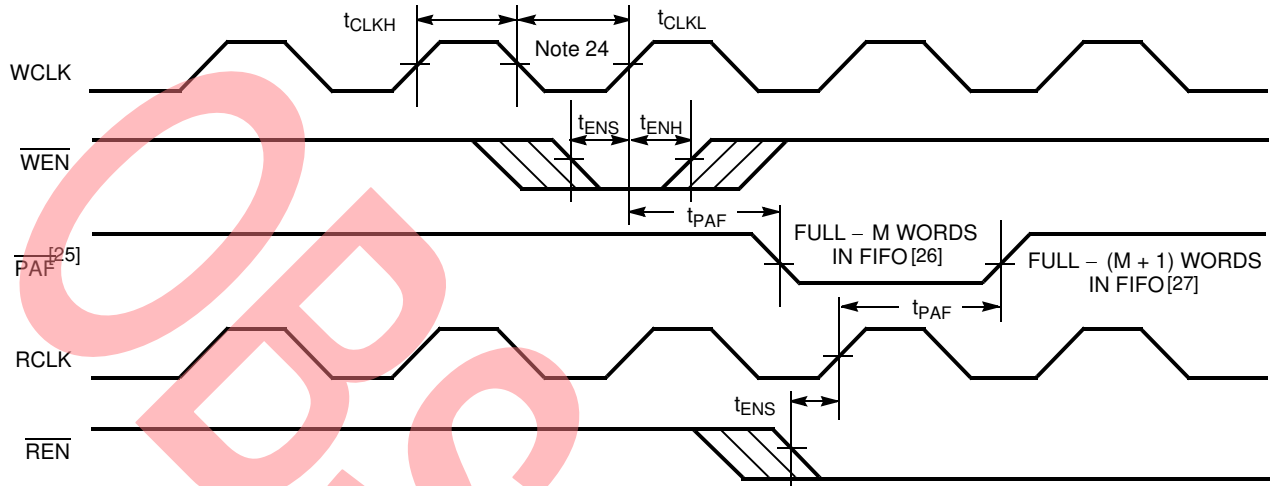 tCLKH
tCLKL
Note 24
WCLK
tENS
tENH
WEN
tPAF
FULL – M WORDS
IN FIFO[26]
PAF[25]
FULL – (M + 1) WORDS
IN FIFO[27]
tPAF
RCLK
tENS
REN
OBS